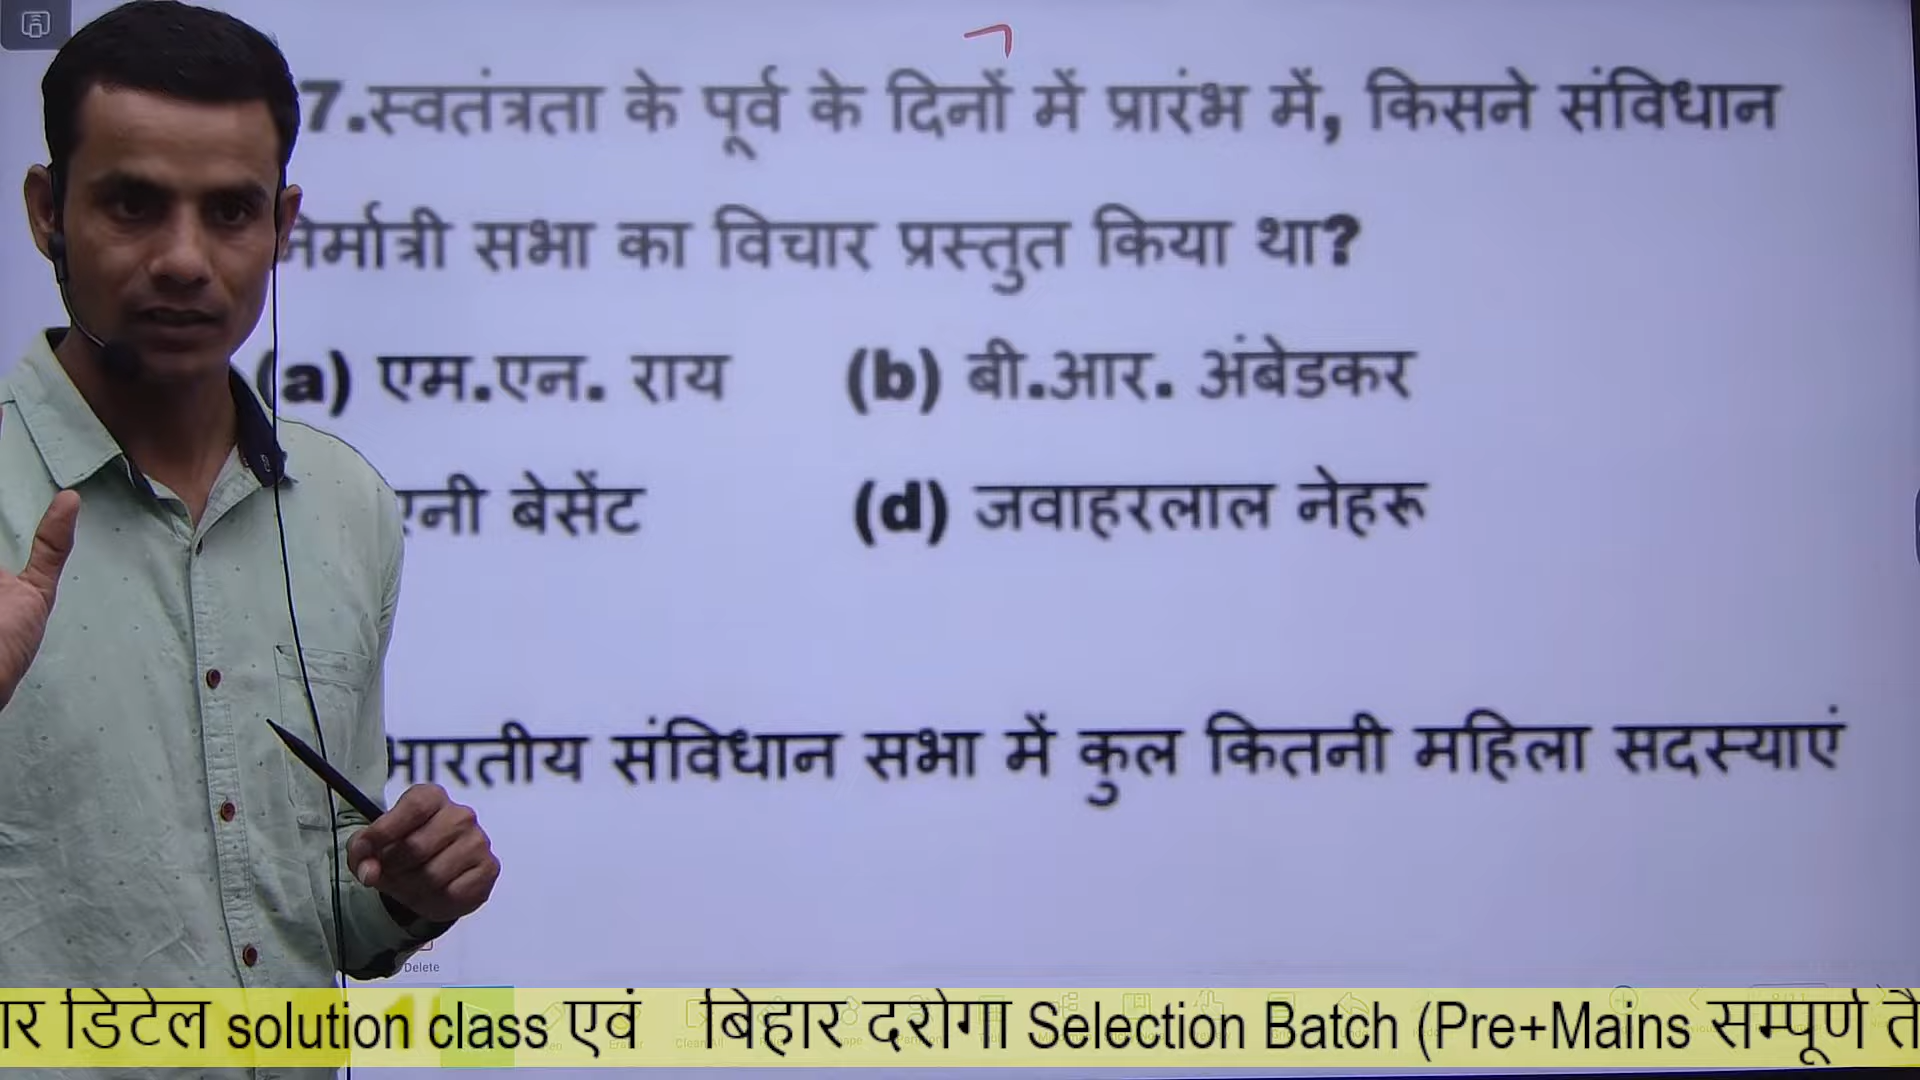 7.स्वतंत्रता के पूर्व के दिनों में प्रारंभ में, किसने संविधान
सभा का विचार प्रस्तुत किया था?
(a) एम.एन. राय (b) बी.आर. अंबेडकर
बेसेंट (d) जवाहरलाल नेहरू
भारतीय संविधान सभा में कुल कितनी महिला सदस्याएं
Delete
डिटेल solution class एवं बिहार दरोगा Selection Batch (Pre+Mains सम्पूर्ण